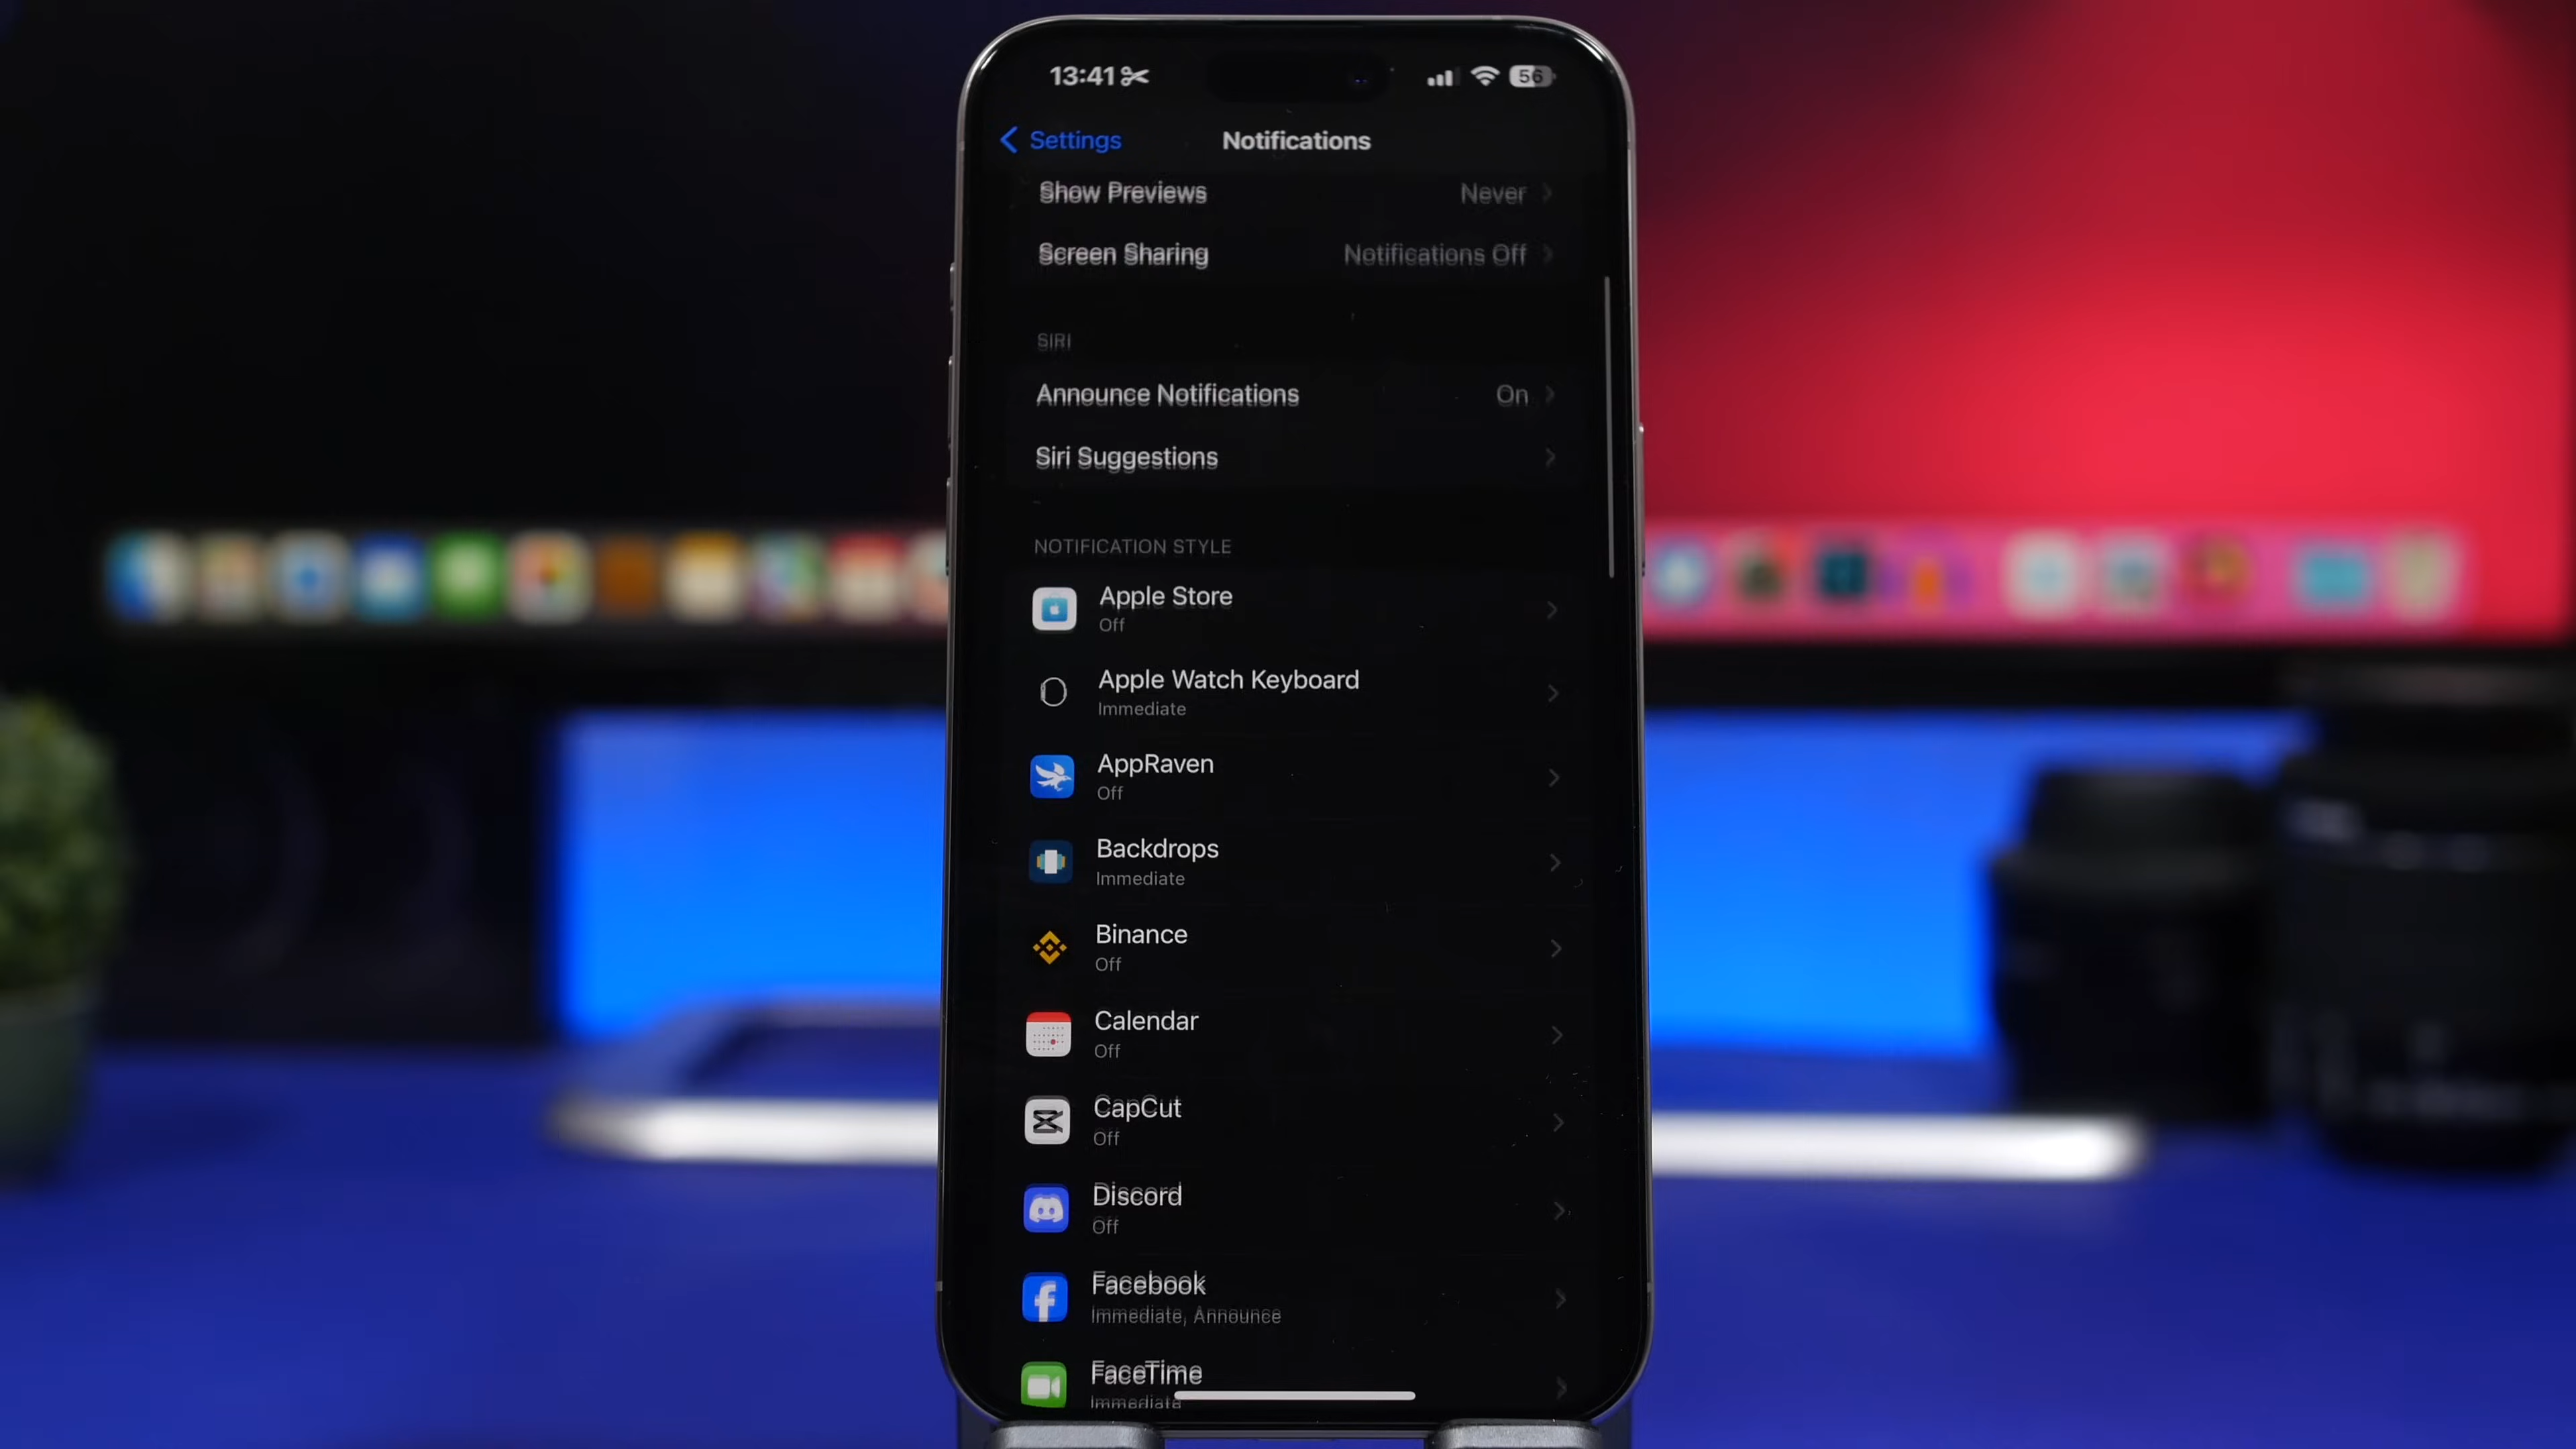 13:41
56
Settings
Notifications
Show Previews
Never
Screen Sharing
Notifications Off
SIRI
Announce Notifications
On
Siri Suggestions
NOTIFICATION STYLE
Apple Store
Off
Apple Watch Keyboard
Immediate
AppRaven
Off
Backdrops
Immediate
Binance
Off
Calendar
Off
CapCut
Off
Discord
Off
Facebook
Immediate, Announce
FaceTime
Immediate